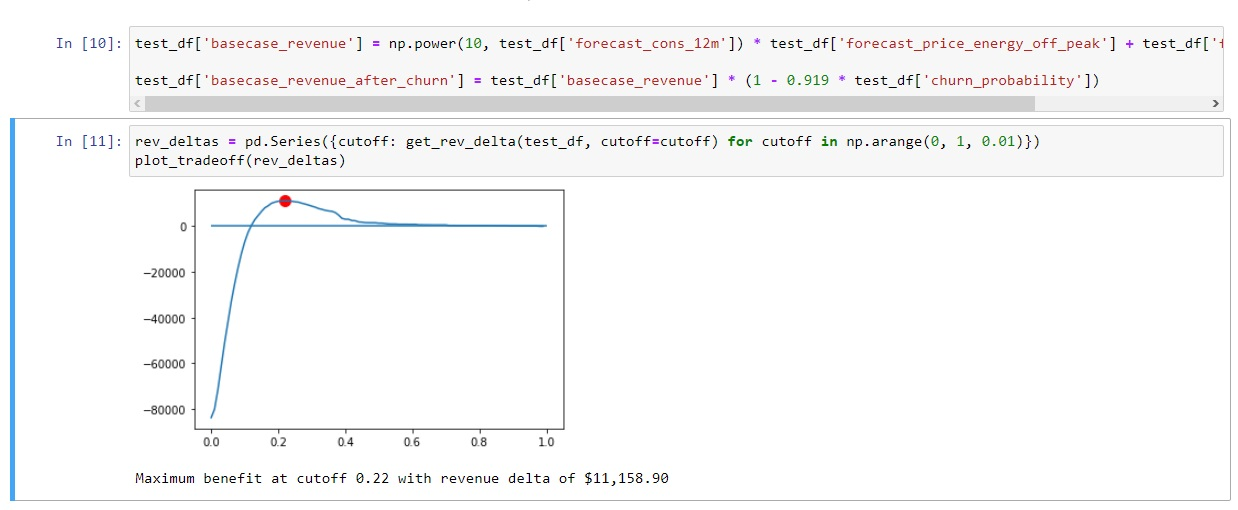 In [10]: test_df['basecase_revenue'] = np.power(10, test_df['forecast_cons_12m']) * test_df['forecast_price_energy_off_peak'] + test_df['
test_df['basecase_revenue_after_churn'] = test_df['basecase_revenue'] * (1 - 0.919 * test_df['churn_probability'])
In [11]: rev_deltas = pd.Series({cutoff: get_rev_delta(test_df, cutoff=cutoff) for cutoff in np.arange(0, 1, 0.01)})
plot_tradeoff(rev_deltas)
0
−20000
−40000
−60000
−80000
0.0 0.2 0.4 0.6 0.8 1.0
Maximum benefit at cutoff 0.22 with revenue delta of $11,158.90